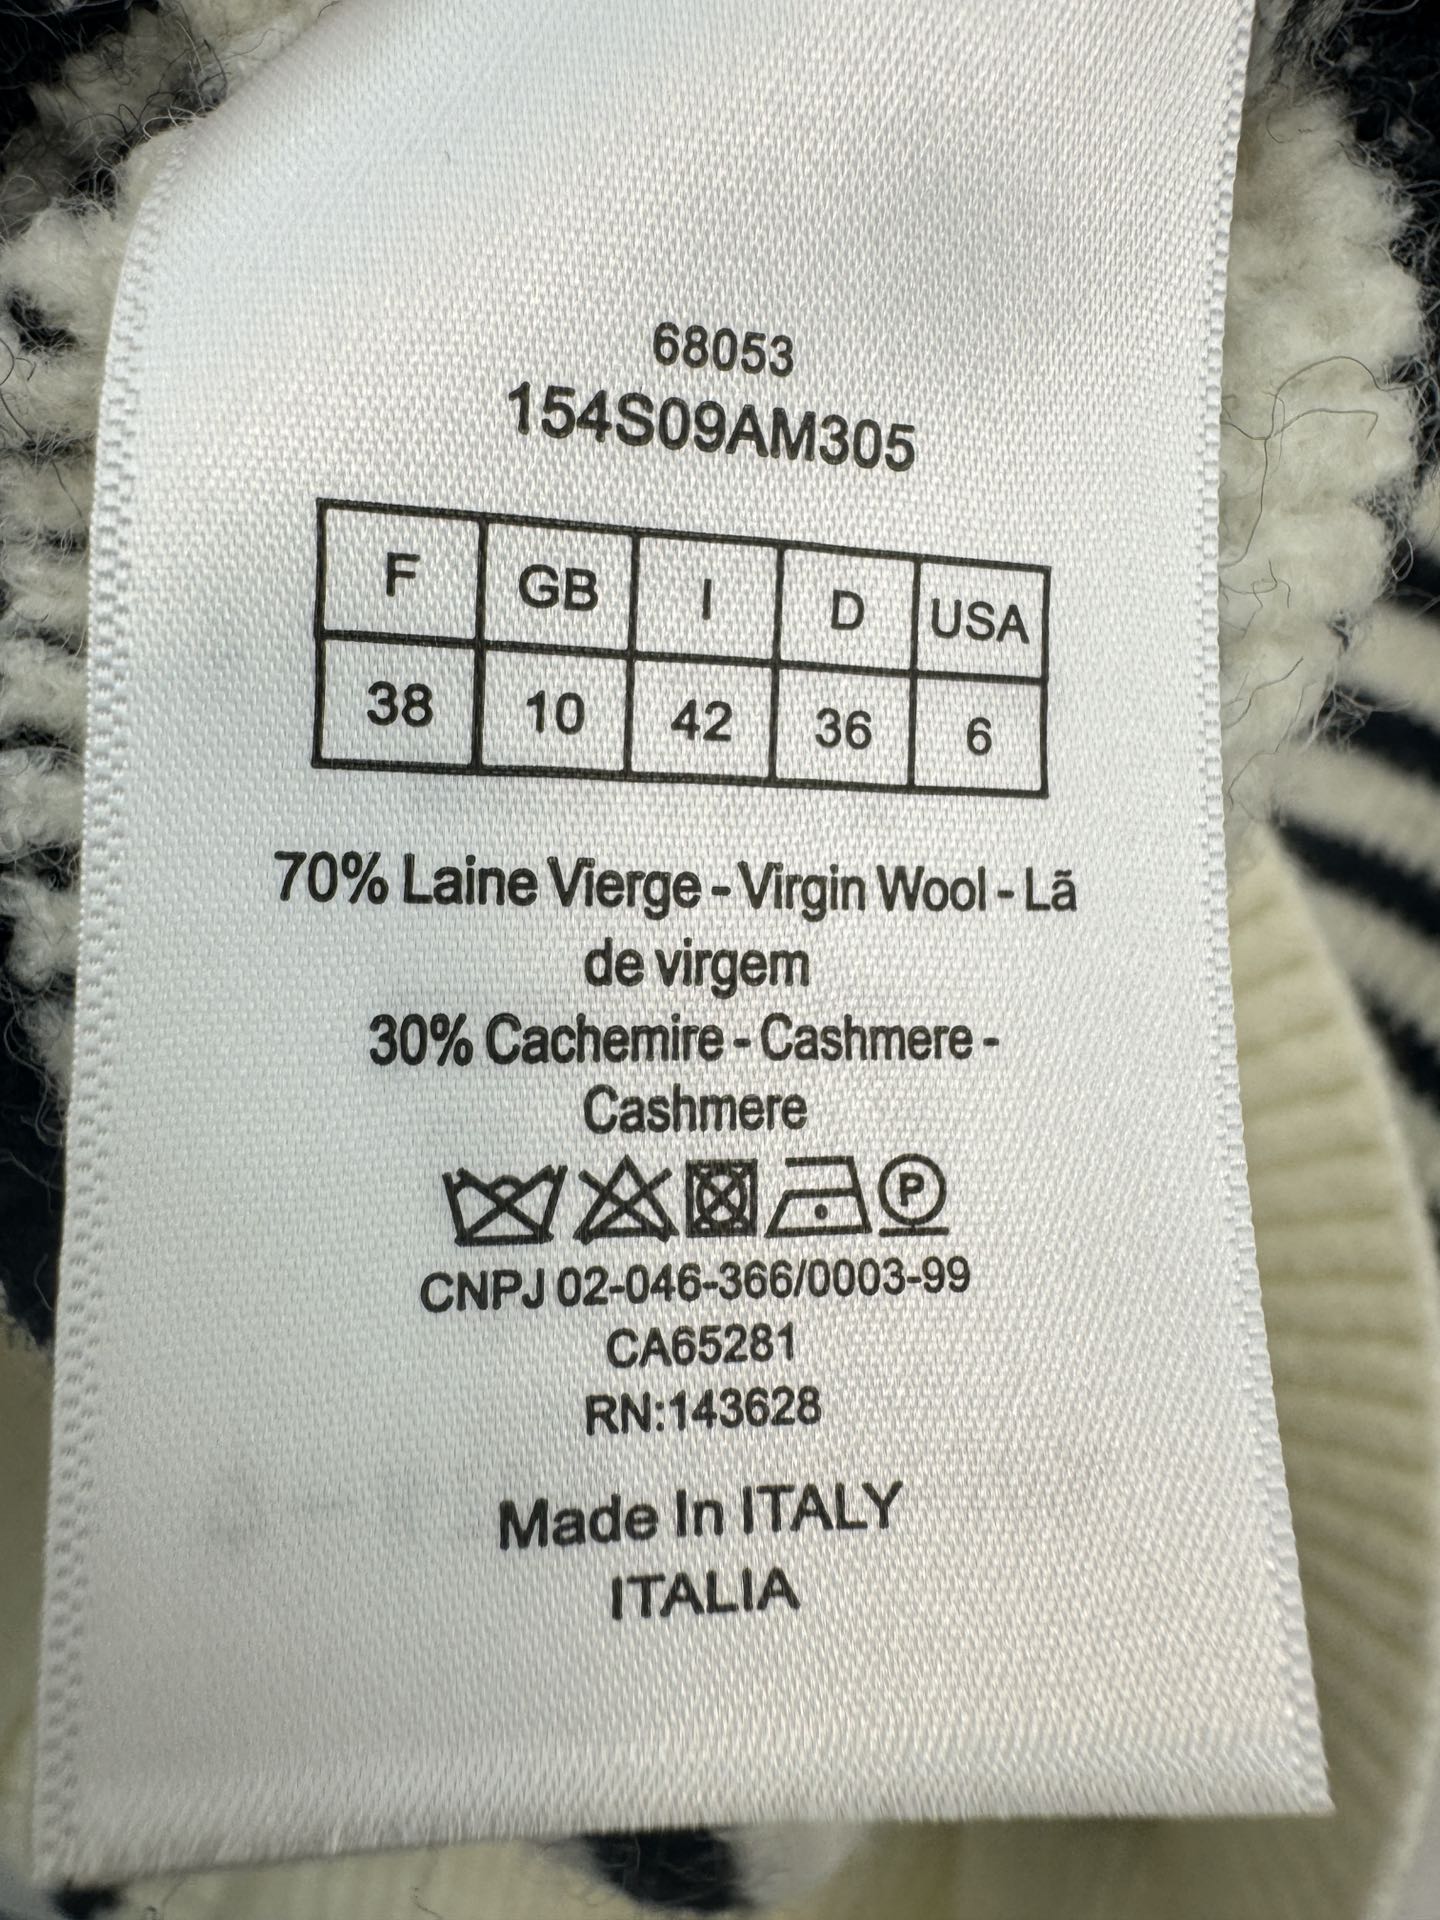 68053
154S09AM305
F GB I D USA
38 10 42 36 6
70% Laine Vierge - Virgin Wool - Lã
de virgem
30% Cachemire - Cashmere -
Cashmere
P
CNPJ 02-046-366/0003-99
CA65281
RN:143628
Made In ITALY
ITALIA